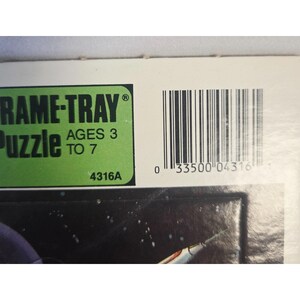 RAME-TRAY®
Puzzle AGES 3
TO 7
4316A
0 33500 04316